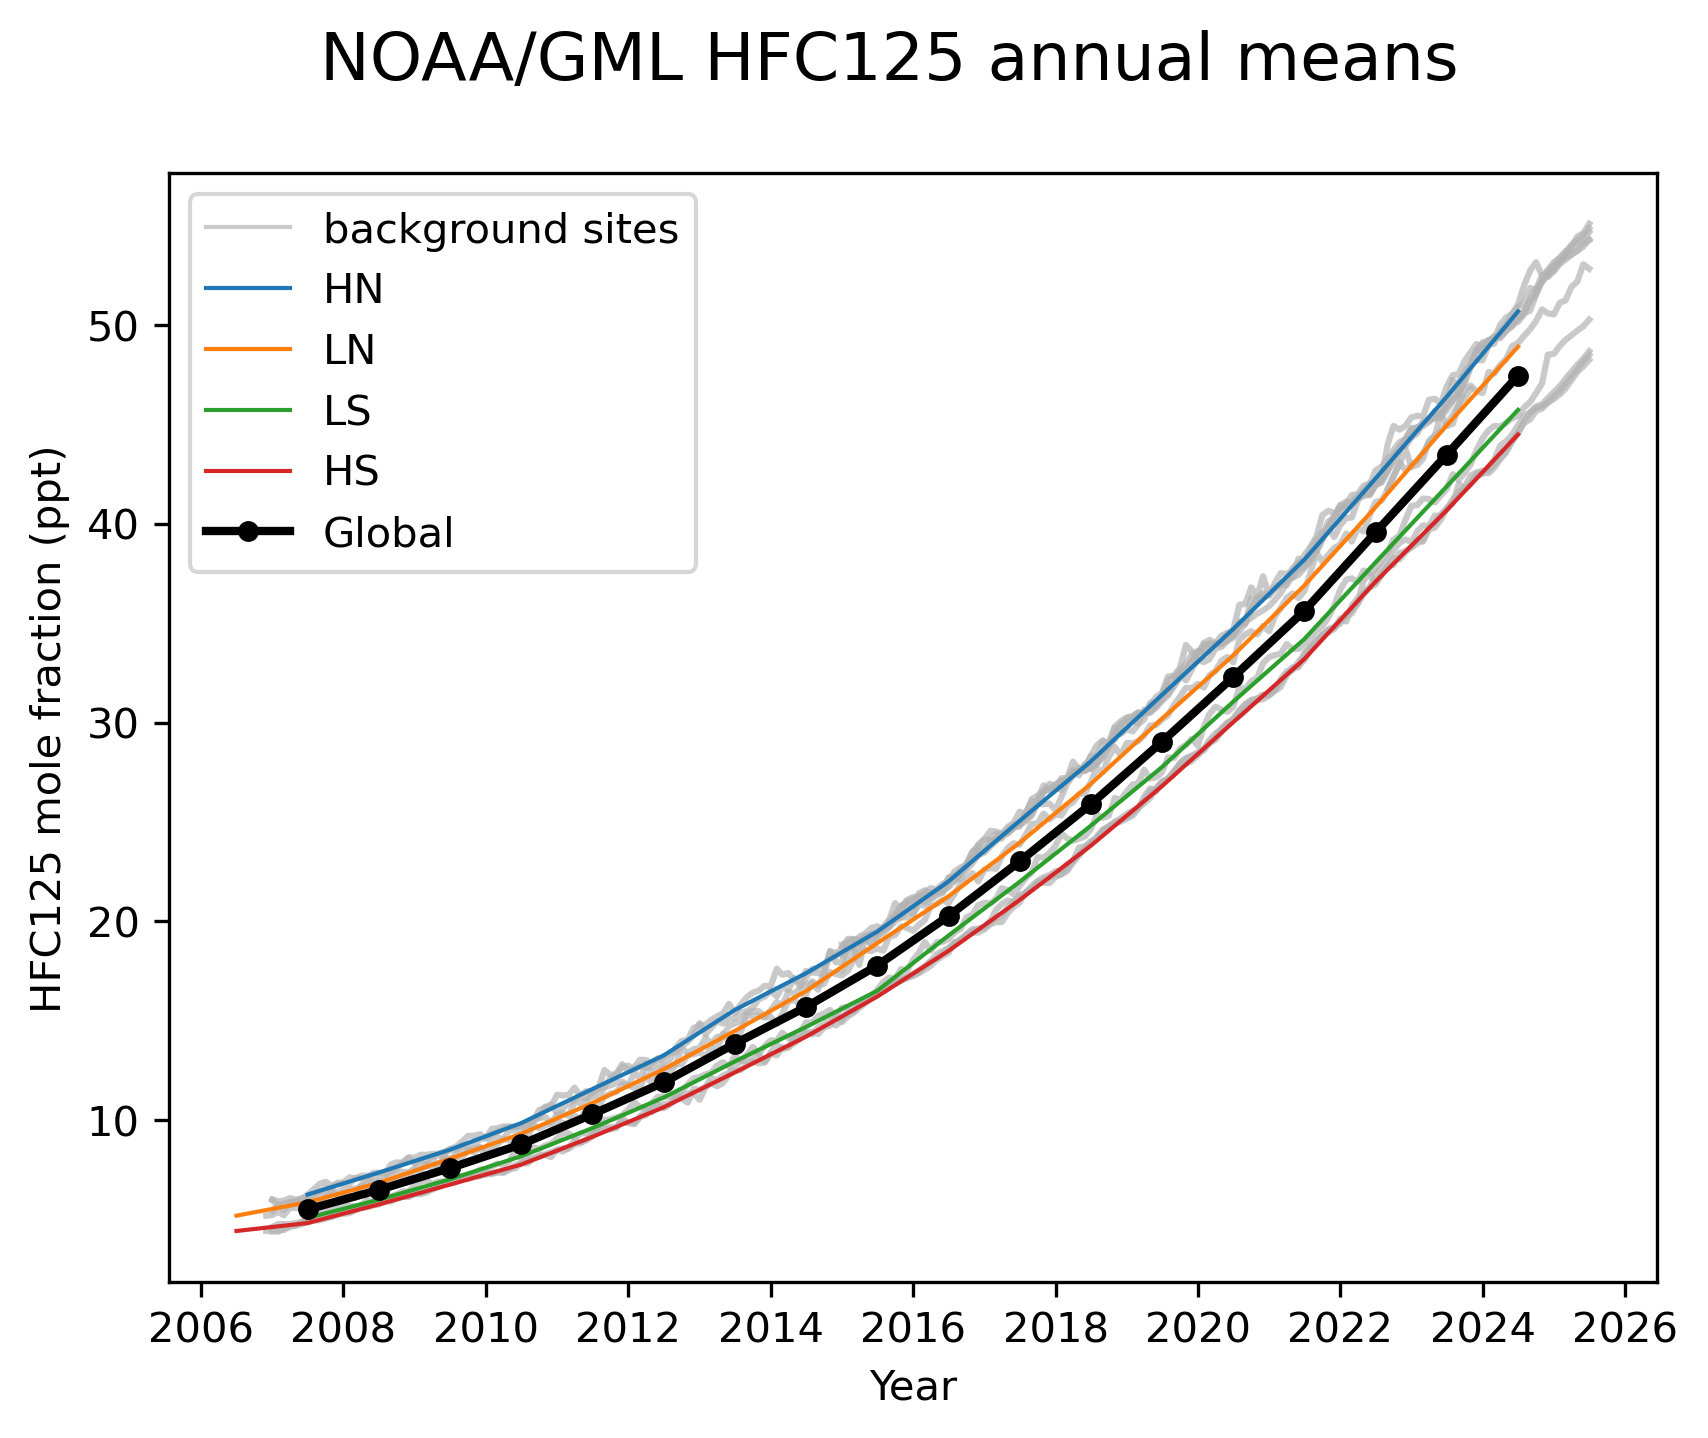 NOAA/GML HFC125 annual means
background sites
HN
LN
LS
HS
Global
HFC125 mole fraction (ppt)
50
40
30
20
10
2006 2008 2010 2012 2014 2016 2018 2020 2022 2024 2026
Year